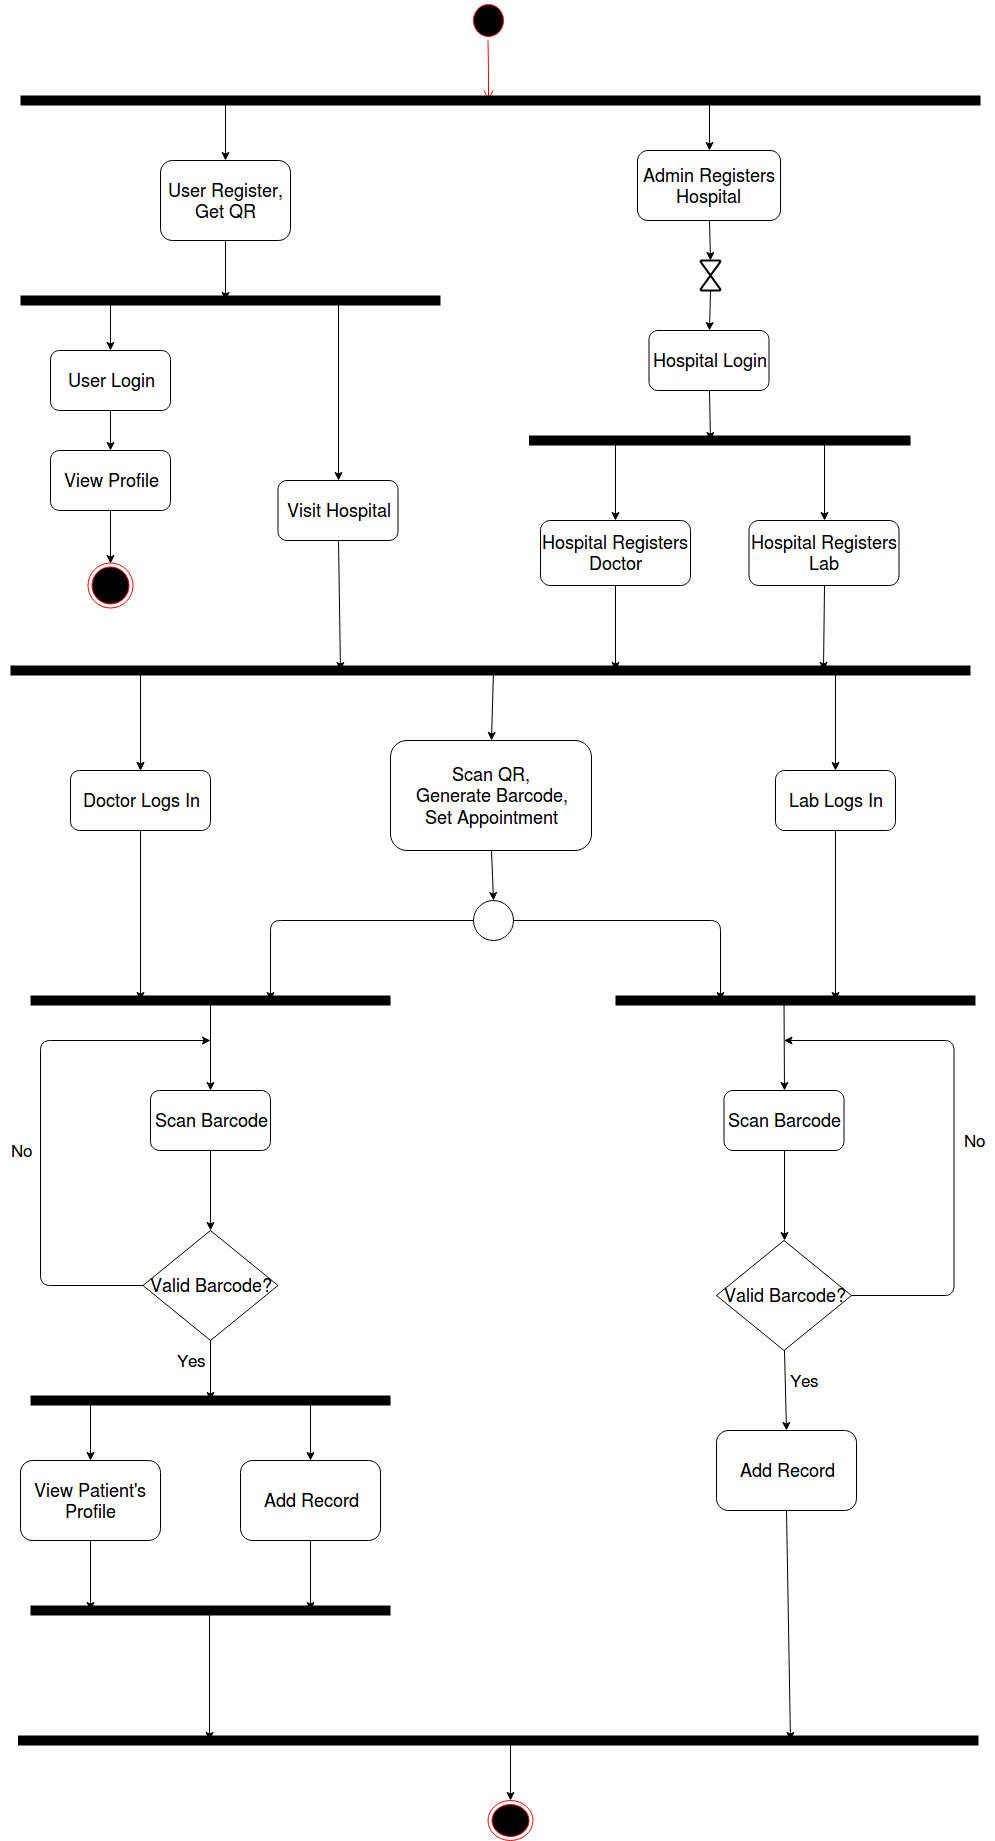 User Register,
Get QR
Admin Registers
Hospital
User Login
Hospital Login
View Profile
Visit Hospital
Hospital Registers
Doctor
Hospital Registers
Lab
Doctor Logs In
Scan QR,
Generate Barcode,
Set Appointment
Lab Logs In
Scan Barcode
Scan Barcode
No
No
Valid Barcode?
Valid Barcode?
Yes
Yes
View Patient's
Profile
Add Record
Add Record